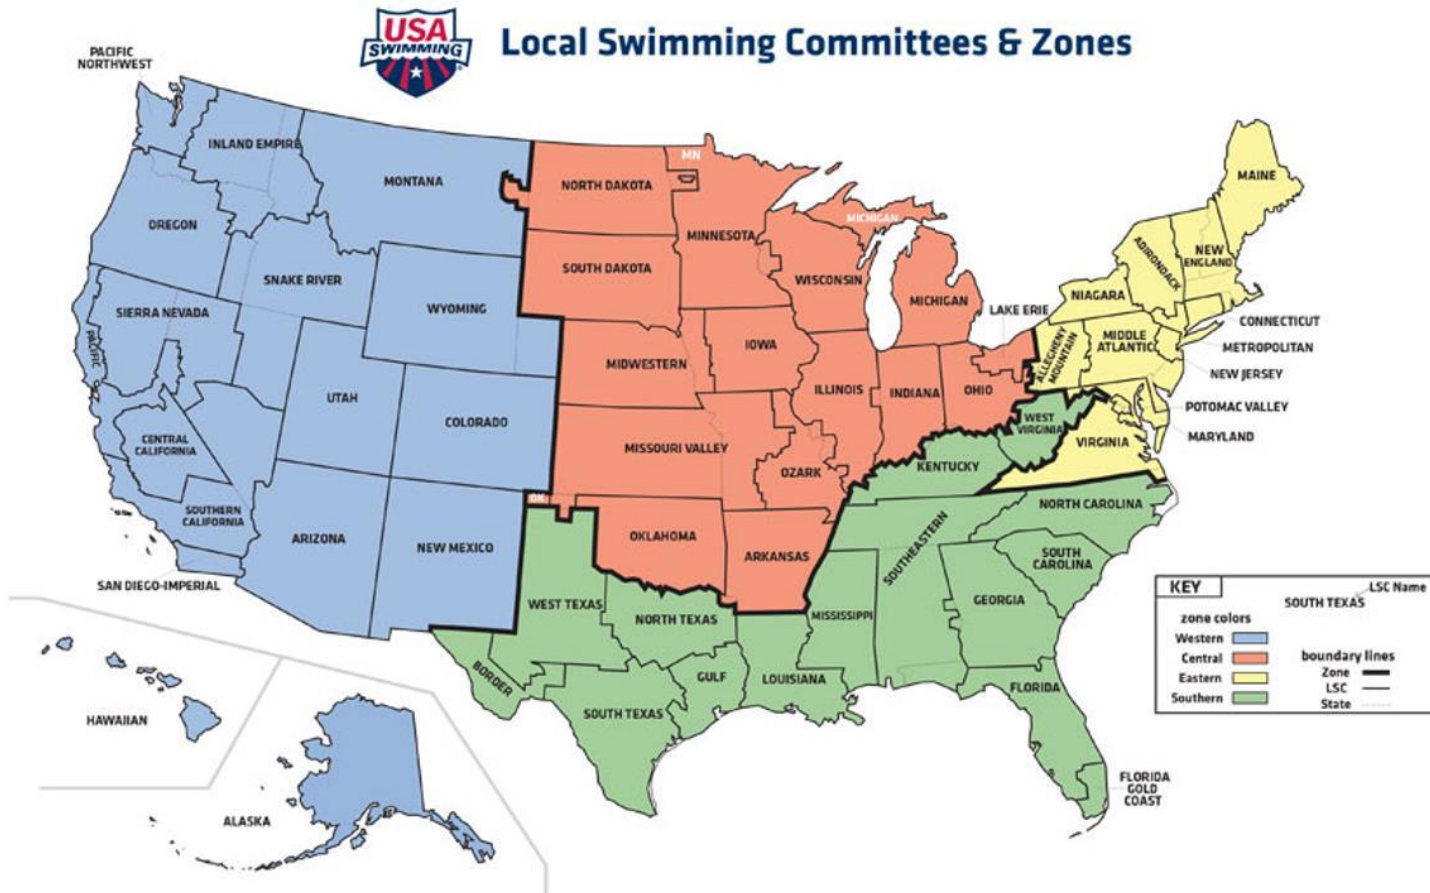 USA
SWIMMING
Local Swimming Committees & Zones
PACIFIC
NORTHWEST
INLAND EMPIRE
MONTANA
OREGON
SNAKE RIVER
WYOMING
SIERRA NEVADA
PACIFIC
UTAH
COLORADO
CENTRAL
CALIFORNIA
SOUTHERN
CALIFORNIA
ARIZONA
NEW MEXICO
SAN DIEGO-IMPERIAL
HAWAIIAN
ALASKA
NORTH DAKOTA
MN
MINNESOTA
SOUTH DAKOTA
MICHIGAN
WISCONSIN
MICHIGAN
LAKE ERIE
MIDWESTERN
IOWA
ILLINOIS
INDIANA
OHIO
MISSOURI VALLEY
OZARK
OK
OKLAHOMA
ARKANSAS
MAINE
ADIRONDACK
NEW
ENGLAND
NIAGARA
CONNECTICUT
METROPOLITAN
ALLEGHENY
MOUNTAIN
MIDDLE
ATLANTIC
NEW JERSEY
POTOMAC VALLEY
MARYLAND
VIRGINIA
WEST
VIRGINIA
KENTUCKY
NORTH CAROLINA
SOUTHEASTERN
SOUTH
CAROLINA
GEORGIA
MISSISSIPPI
WEST TEXAS
NORTH TEXAS
BORDER
GULF
LOUISIANA
SOUTH TEXAS
FLORIDA
FLORIDA
GOLD
COAST
KEY
LSC Name
SOUTH TEXAS
zone colors
Western
Central
Eastern
Southern
boundary lines
Zone
LSC
State